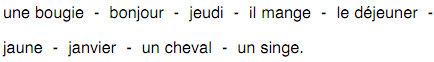 une bougie - bonjour - jeudi - il mange - le déjeuner -
jaune - janvier - un cheval - un singe.